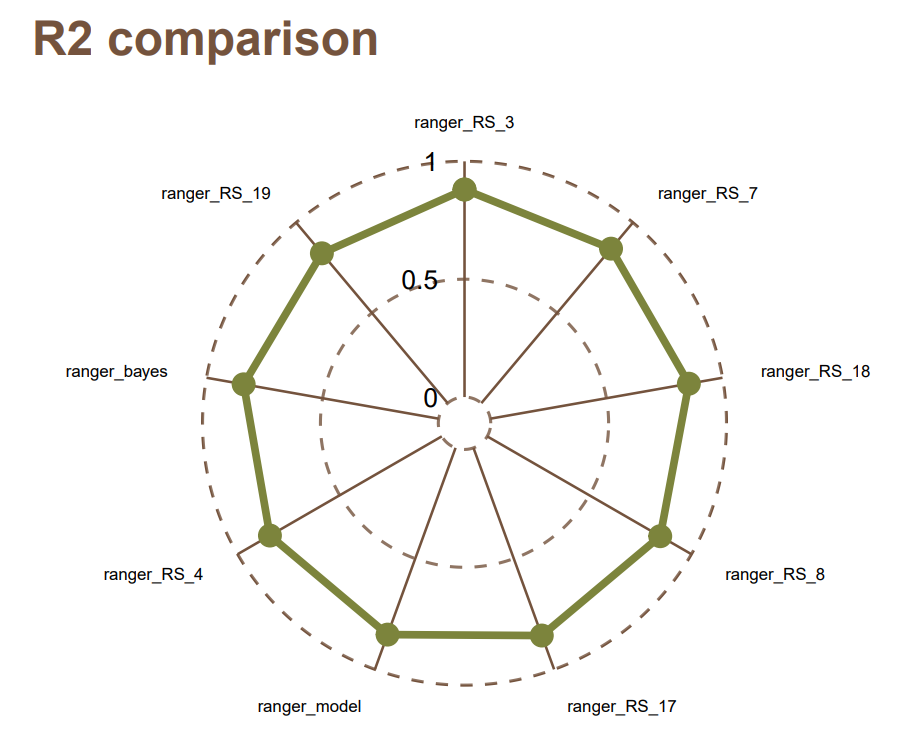 R2 comparison
ranger_RS_3
1
ranger_RS_19
ranger_RS_7
0.5
ranger_bayes
ranger_RS_18
0
ranger_RS_4
ranger_RS_8
ranger_model
ranger_RS_17